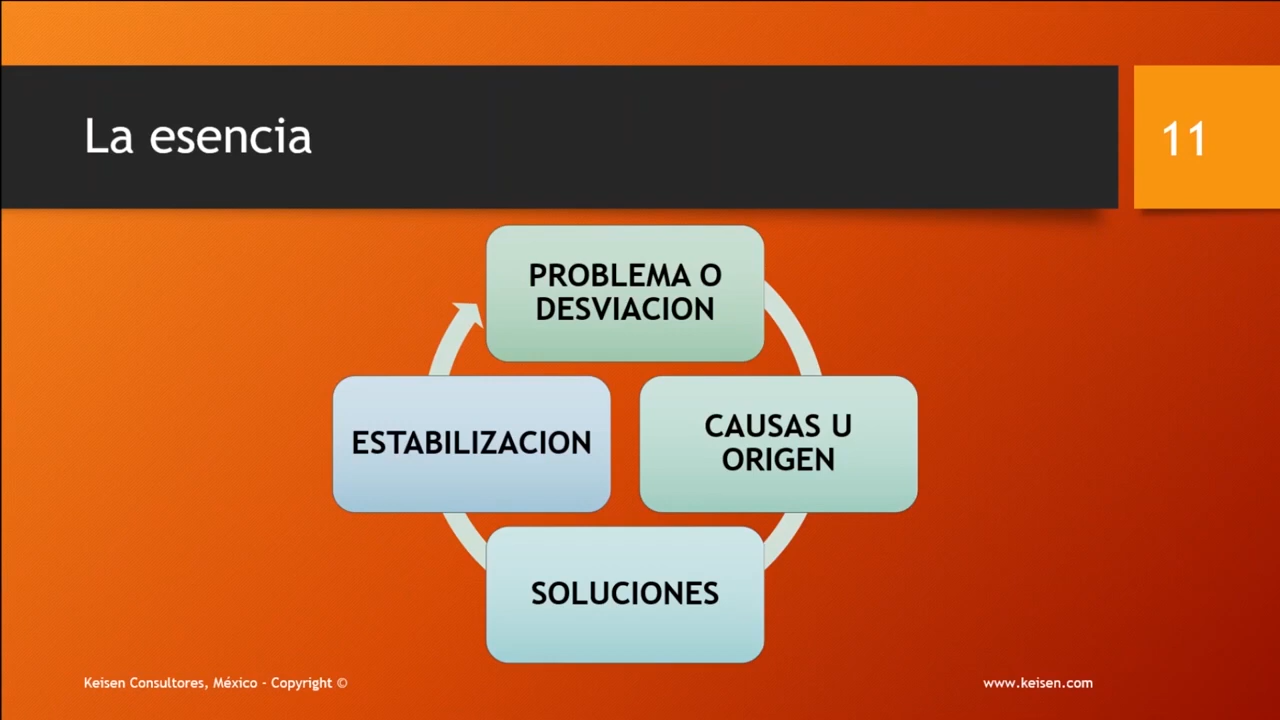 La esencia
11
PROBLEMA O
DESVIACION
ESTABILIZACION
CAUSAS U
ORIGEN
SOLUCIONES
Keisen Consultores, México - Copyright ©
www.keisen.com